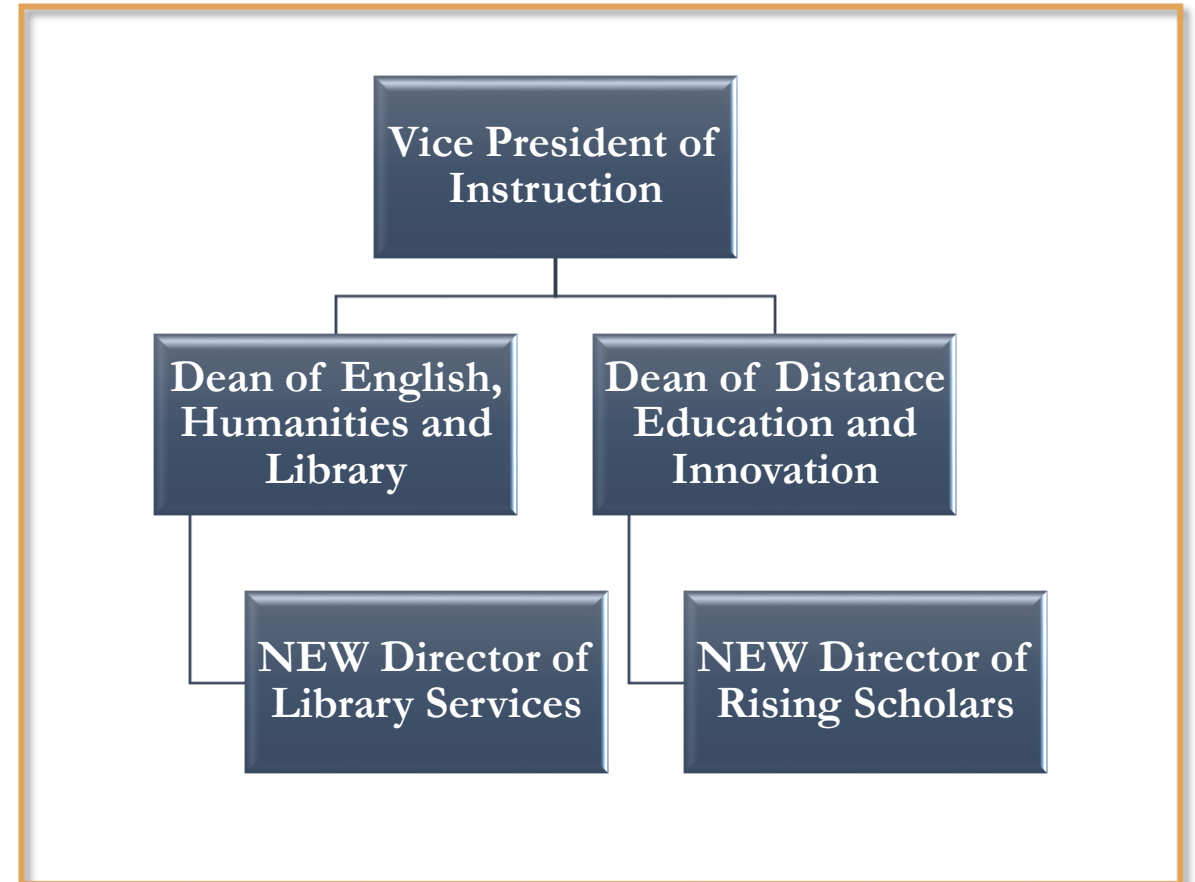 Vice President of
Instruction
Dean of English,
Humanities and
Library
Dean of Distance
Education and
Innovation
NEW Director of
Library Services
NEW Director of
Rising Scholars